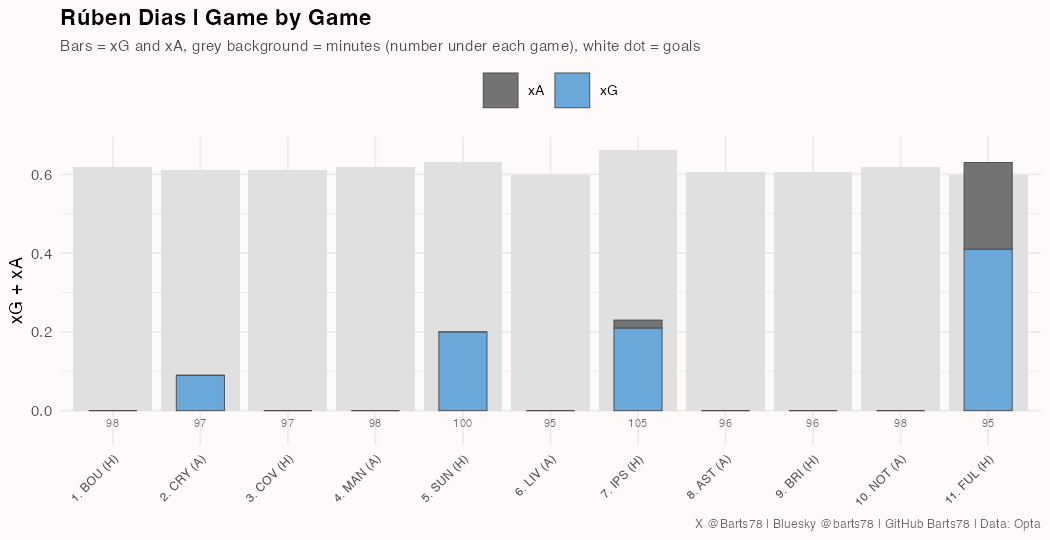 Rúben Dias I Game by Game
Bars = xG and xA, grey background = minutes (number under each game), white dot = goals
xA xG
xG + xA
0.6
0.4
0.2
0.0
98 97 97 98 100 95 105 96 96 98 95
1. BOU (H) 2. CRY (A) 3. COV (H) 4. MAN (A) 5. SUN (H) 6. LIV (A) 7. IPS (H) 8. AST (A) 9. BRI (H) 10. NOT (A) 11. FUL (H)
X @Barts78 I Bluesky @barts78 I GitHub Barts78 I Data: Opta